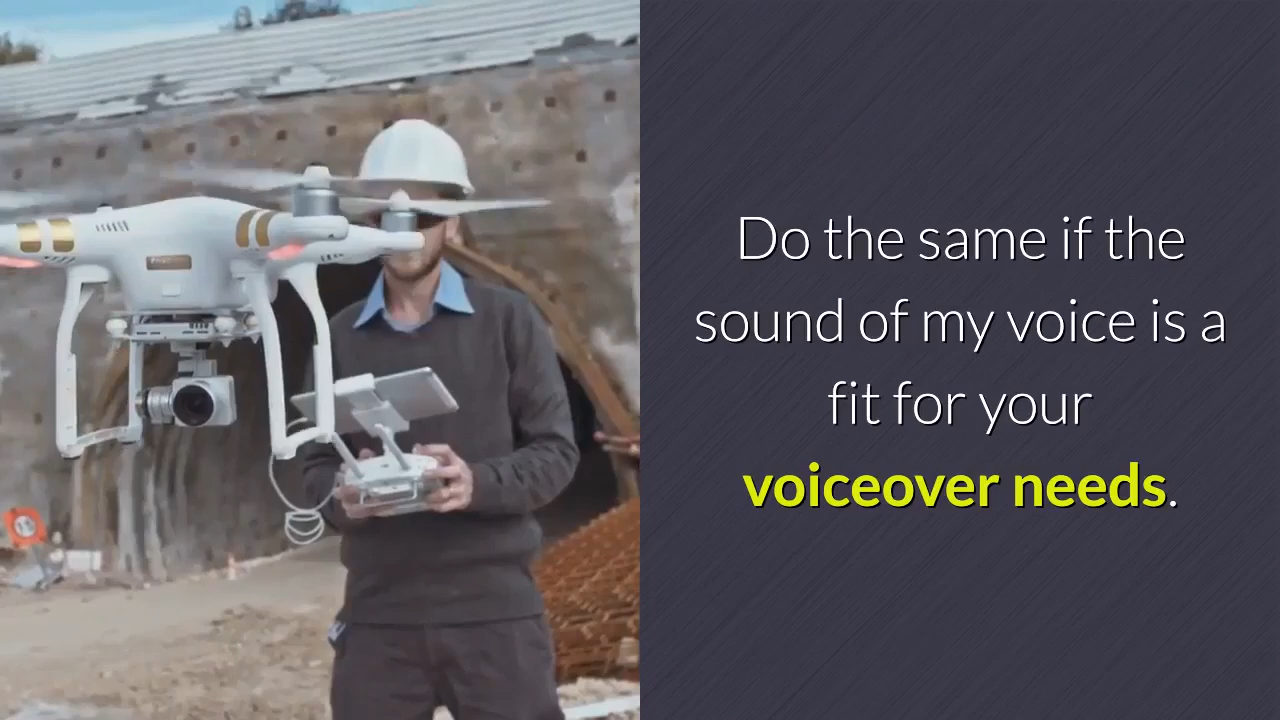 Do the same if the
sound of my voice is a
fit for your
voiceover needs.